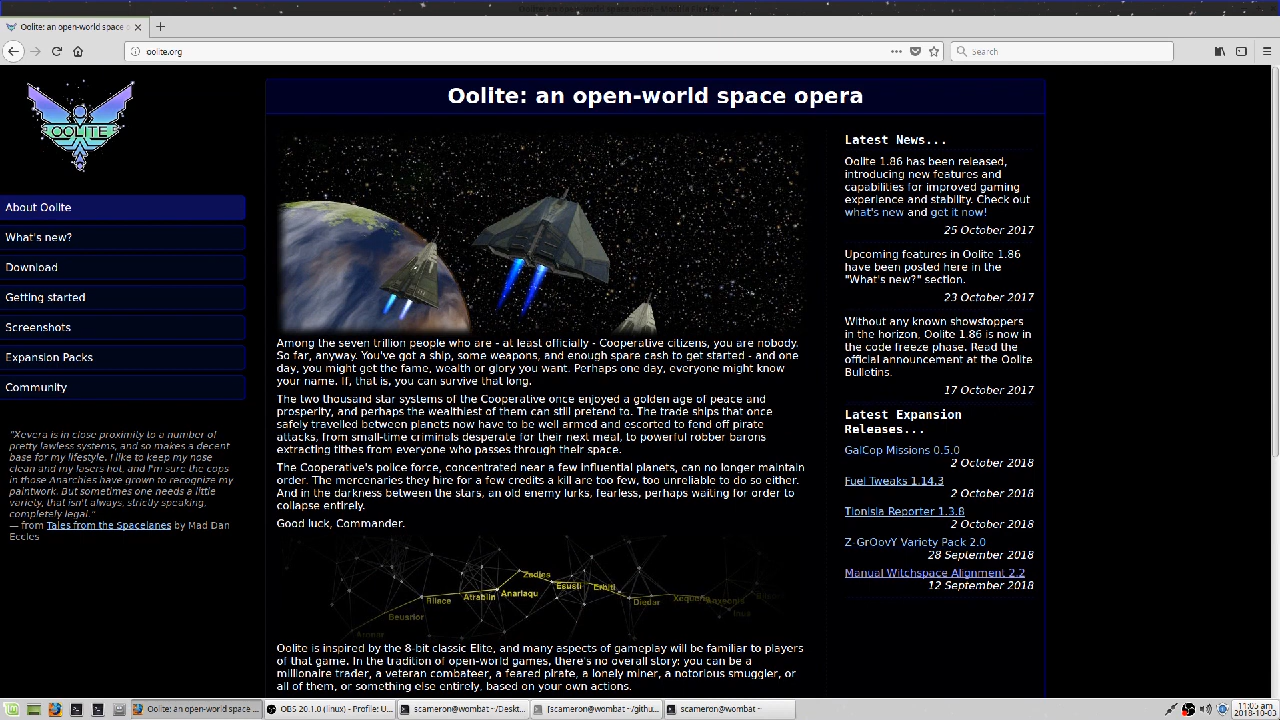 Oolite: an open-world space
oolite.org
Search
OOLITE
Oolite: an open-world space opera
About Oolite
What's new?
Download
Getting started
Screenshots
Expansion Packs
Community
"Xevera is in close proximity to a number of
pretty lawless systems, and so makes a decent
base for my lifestyle. I like to keep my nose
clean and my lasers hot, and I'm sure the cops
in those Anarchies have grown to recognize my
paintwork. But sometimes one needs a little
variety, that isn't always, strictly speaking,
completely legal."
— from Tales from the Spacelanes by Mad Dan
Eccles
Among the seven trillion people who are - at least officially - Cooperative citizens, you are nobody.
So far, anyway. You've got a ship, some weapons, and enough spare cash to get started - and one
day, you might get the fame, wealth or glory you want. Perhaps one day, everyone might know
your name. If, that is, you can survive that long.
The two thousand star systems of the Cooperative once enjoyed a golden age of peace and
prosperity, and perhaps the wealthiest of them can still pretend to. The trade ships that once
safely travelled between planets now have to be well armed and escorted to fend off pirate
attacks, from small-time criminals desperate for their next meal, to powerful robber barons
extracting tithes from everyone who passes through their space.
The Cooperative's police force, concentrated near a few influential planets, can no longer maintain
order. The mercenaries they hire for a few credits a kill are too few, too unreliable to do so either.
And in the darkness between the stars, an old enemy lurks, fearless, perhaps waiting for order to
collapse entirely.
Good luck, Commander.
Zadies
Esusti
Erbiti
Anarlaqu
Atrabiin
Riince
Diedar
Xequerin
Beusrior
Oolite is inspired by the 8-bit classic Elite, and many aspects of gameplay will be familiar to players
of that game. In the tradition of open-world games, there's no overall story: you can be a
millionaire trader, a veteran combateer, a feared pirate, a lonely miner, a notorious smuggler, or
all of them, or something else entirely, based on your own actions.
Latest News...
Oolite 1.86 has been released,
introducing new features and
capabilities for improved gaming
experience and stability. Check out
what's new and get it now!
25 October 2017
Upcoming features in Oolite 1.86
have been posted here in the
"What's new?" section.
23 October 2017
Without any known showstoppers
in the horizon, Oolite 1.86 is now in
the code freeze phase. Read the
official announcement at the Oolite
Bulletins.
17 October 2017
Latest Expansion
Releases...
GalCop Missions 0.5.0
2 October 2018
Fuel Tweaks 1.14.3
2 October 2018
Tionisia Reporter 1.3.8
2 October 2018
Z-GrOovY Variety Pack 2.0
28 September 2018
Manual Witchspace Alignment 2.2
12 September 2018
Oolite: an open-world space ...
OBS 20.1.0 (linux) - Profile: U...
scameron@wombat ~/Deskt...
[scameron@wombat ~/githu...
scameron@wombat ~
11:05 am
2018-10-03